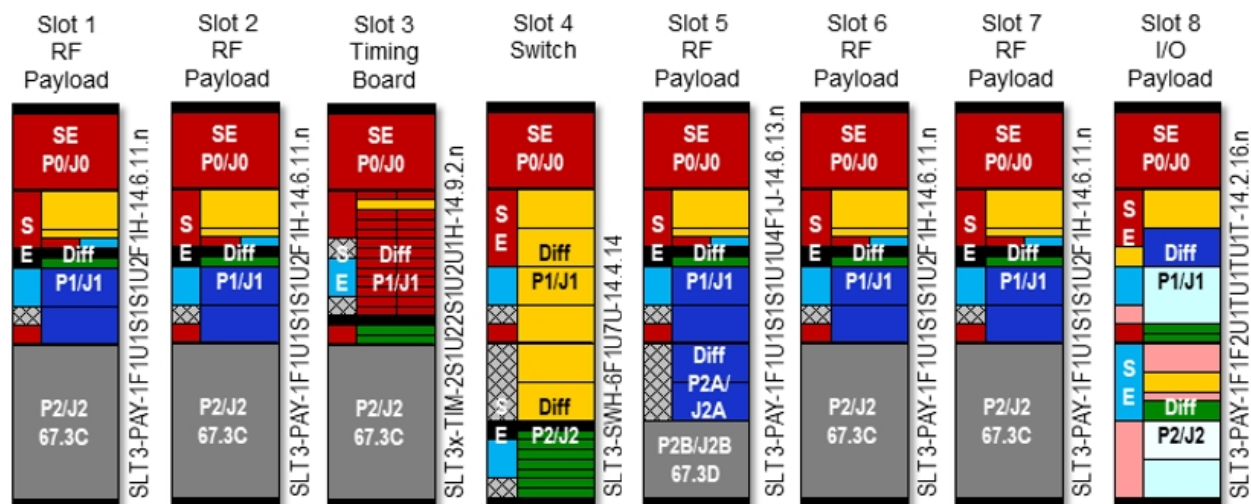 Slot 1
RF
Payload
SE
P0/J0
S
E
Diff
P1/J1
P2/J2
67.3C
SLT3-PAY-1F1U1S1S1U2F1H-14.6.11.n
Slot 2
RF
Payload
SE
P0/J0
S
E
Diff
P1/J1
P2/J2
67.3C
SLT3-PAY-1F1U1S1S1U2F1H-14.6.11.n
Slot 3
Timing
Board
SE
P0/J0
S
E
Diff
P1/J1
P2/J2
67.3C
SLT3x-TIM-2S1U22S1U2U1H-14.9.2.n
Slot 4
Switch
SE
P0/J0
S
E
Diff
P1/J1
S
E
Diff
P2/J2
SLT3-SWH-6F1U7U-14.4.14
Slot 5
RF
Payload
SE
P0/J0
S
E
Diff
P1/J1
Diff
P2A/
J2A
P2B/J2B
67.3D
SLT3-PAY-1F1U1S1S1U1U4F1J-14.6.13.n
Slot 6
RF
Payload
SE
P0/J0
S
E
Diff
P1/J1
P2/J2
67.3C
SLT3-PAY-1F1U1S1S1U2F1H-14.6.11.n
Slot 7
RF
Payload
SE
P0/J0
S
E
Diff
P1/J1
P2/J2
67.3C
SLT3-PAY-1F1U1S1S1U2F1H-14.6.11.n
Slot 8
I/O
Payload
SE
P0/J0
S
E
Diff
P1/J1
S
E
Diff
P2/J2
SLT3-PAY-1F1F2U1TU1TU1T-14.2.16.n